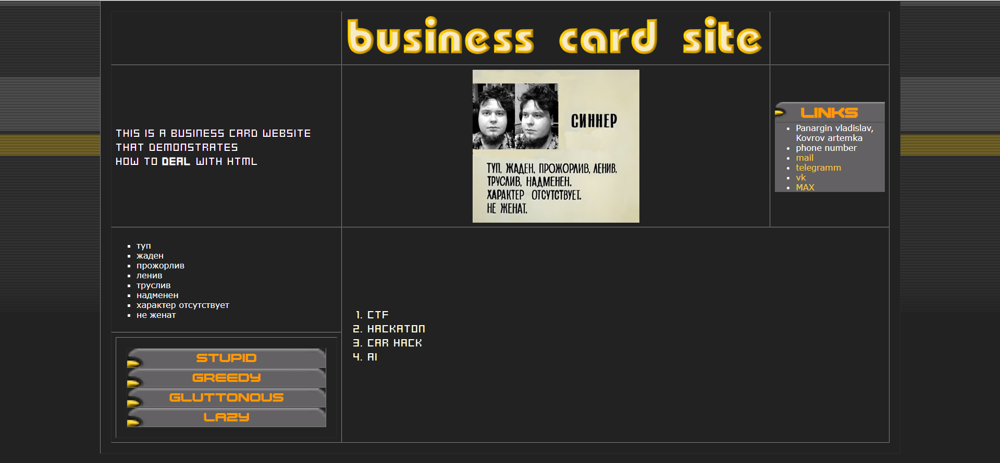 business card site
THIS IS A BUSINESS CARD WEBSITE
THAT DEMONSTRATES
HOW TO DEAL WITH HTML
СИННЕР
ТУП, ЖАДЕН, ПРОЖОРЛИВ, ЛЕНИВ,
ТРУСЛИВ, НАДМЕНЕН.
ХАРАКТЕР ОТСУТСТВУЕТ.
НЕ ЖЕНАТ.
LINKS
Panargin vladislav,
Kovrov artemka
phone number
mail
telegramm
vk
MAX
туп
жаден
прожорлив
ленив
труслив
надменен
характер отсутствует
не женат
STUPID
GREEDY
GLUTTONOUS
LAZY
1. CTF
2. HACKATON
3. CAR HACK
4. AI